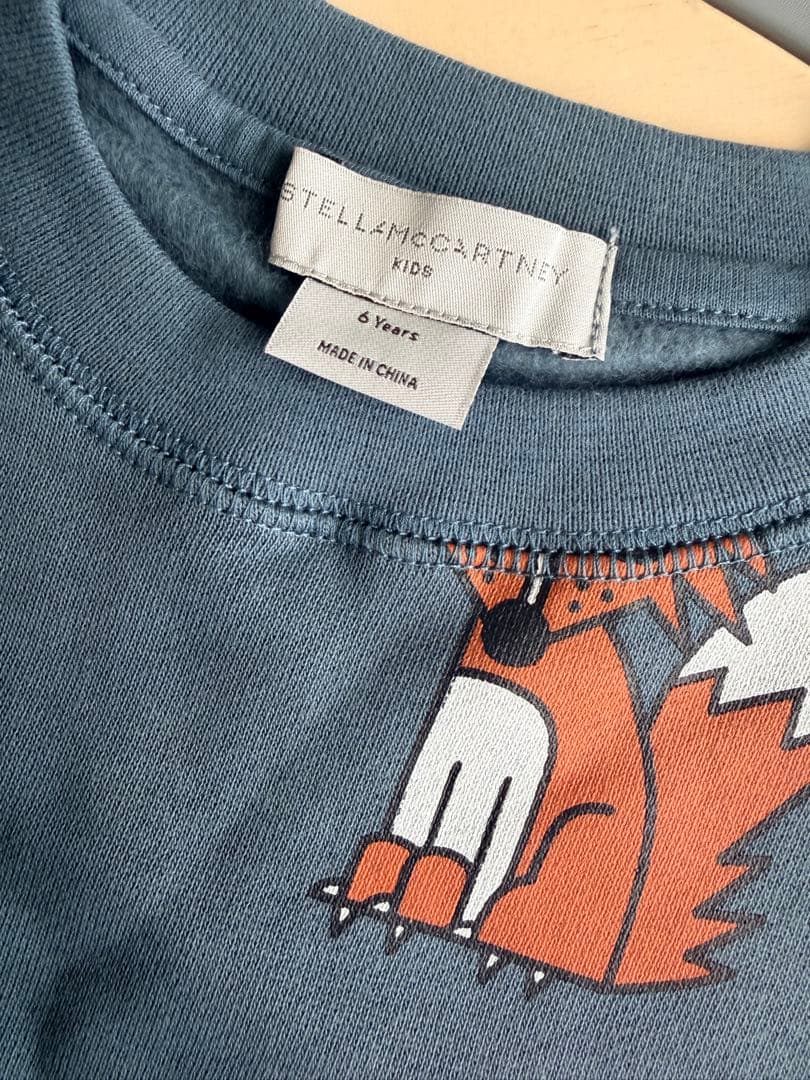 STELLAMcCARTNEY
KIDS
6 Years
MADE IN CHINA